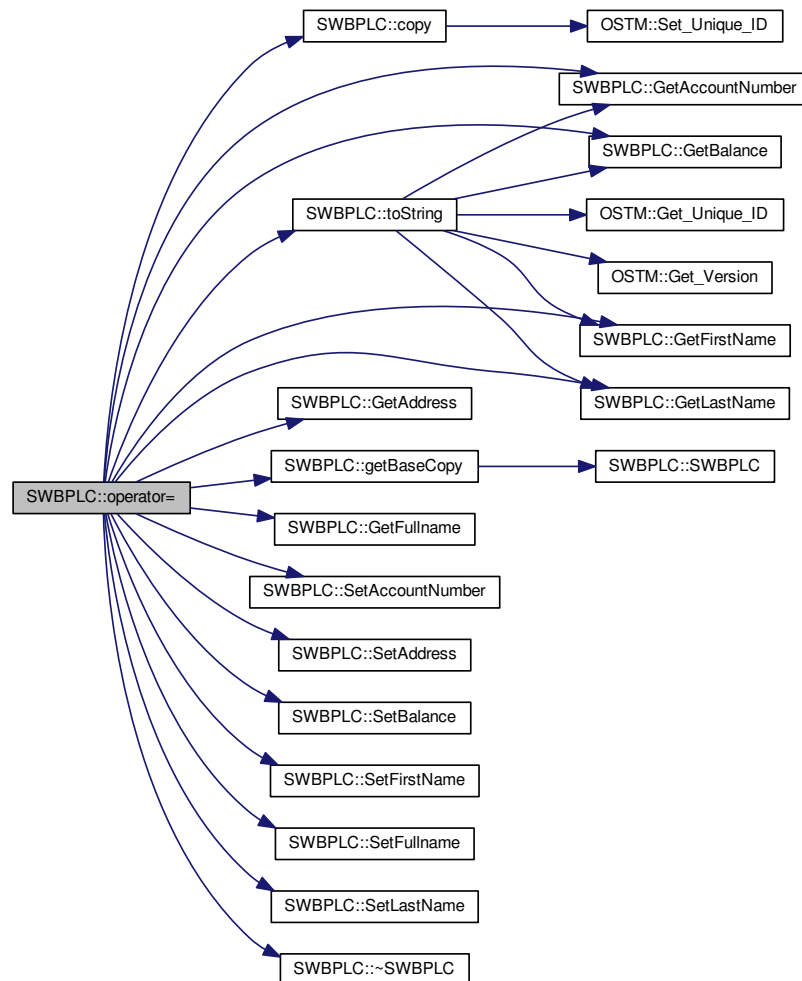 SWBPLC::copy
OSTM::Set_Unique_ID
SWBPLC::GetAccountNumber
SWBPLC::GetBalance
SWBPLC::toString
OSTM::Get_Unique_ID
OSTM::Get_Version
SWBPLC::GetFirstName
SWBPLC::GetAddress
SWBPLC::GetLastName
SWBPLC::getBaseCopy
SWBPLC::SWBPLC
SWBPLC::operator=
SWBPLC::GetFullname
SWBPLC::SetAccountNumber
SWBPLC::SetAddress
SWBPLC::SetBalance
SWBPLC::SetFirstName
SWBPLC::SetFullname
SWBPLC::SetLastName
SWBPLC::~SWBPLC